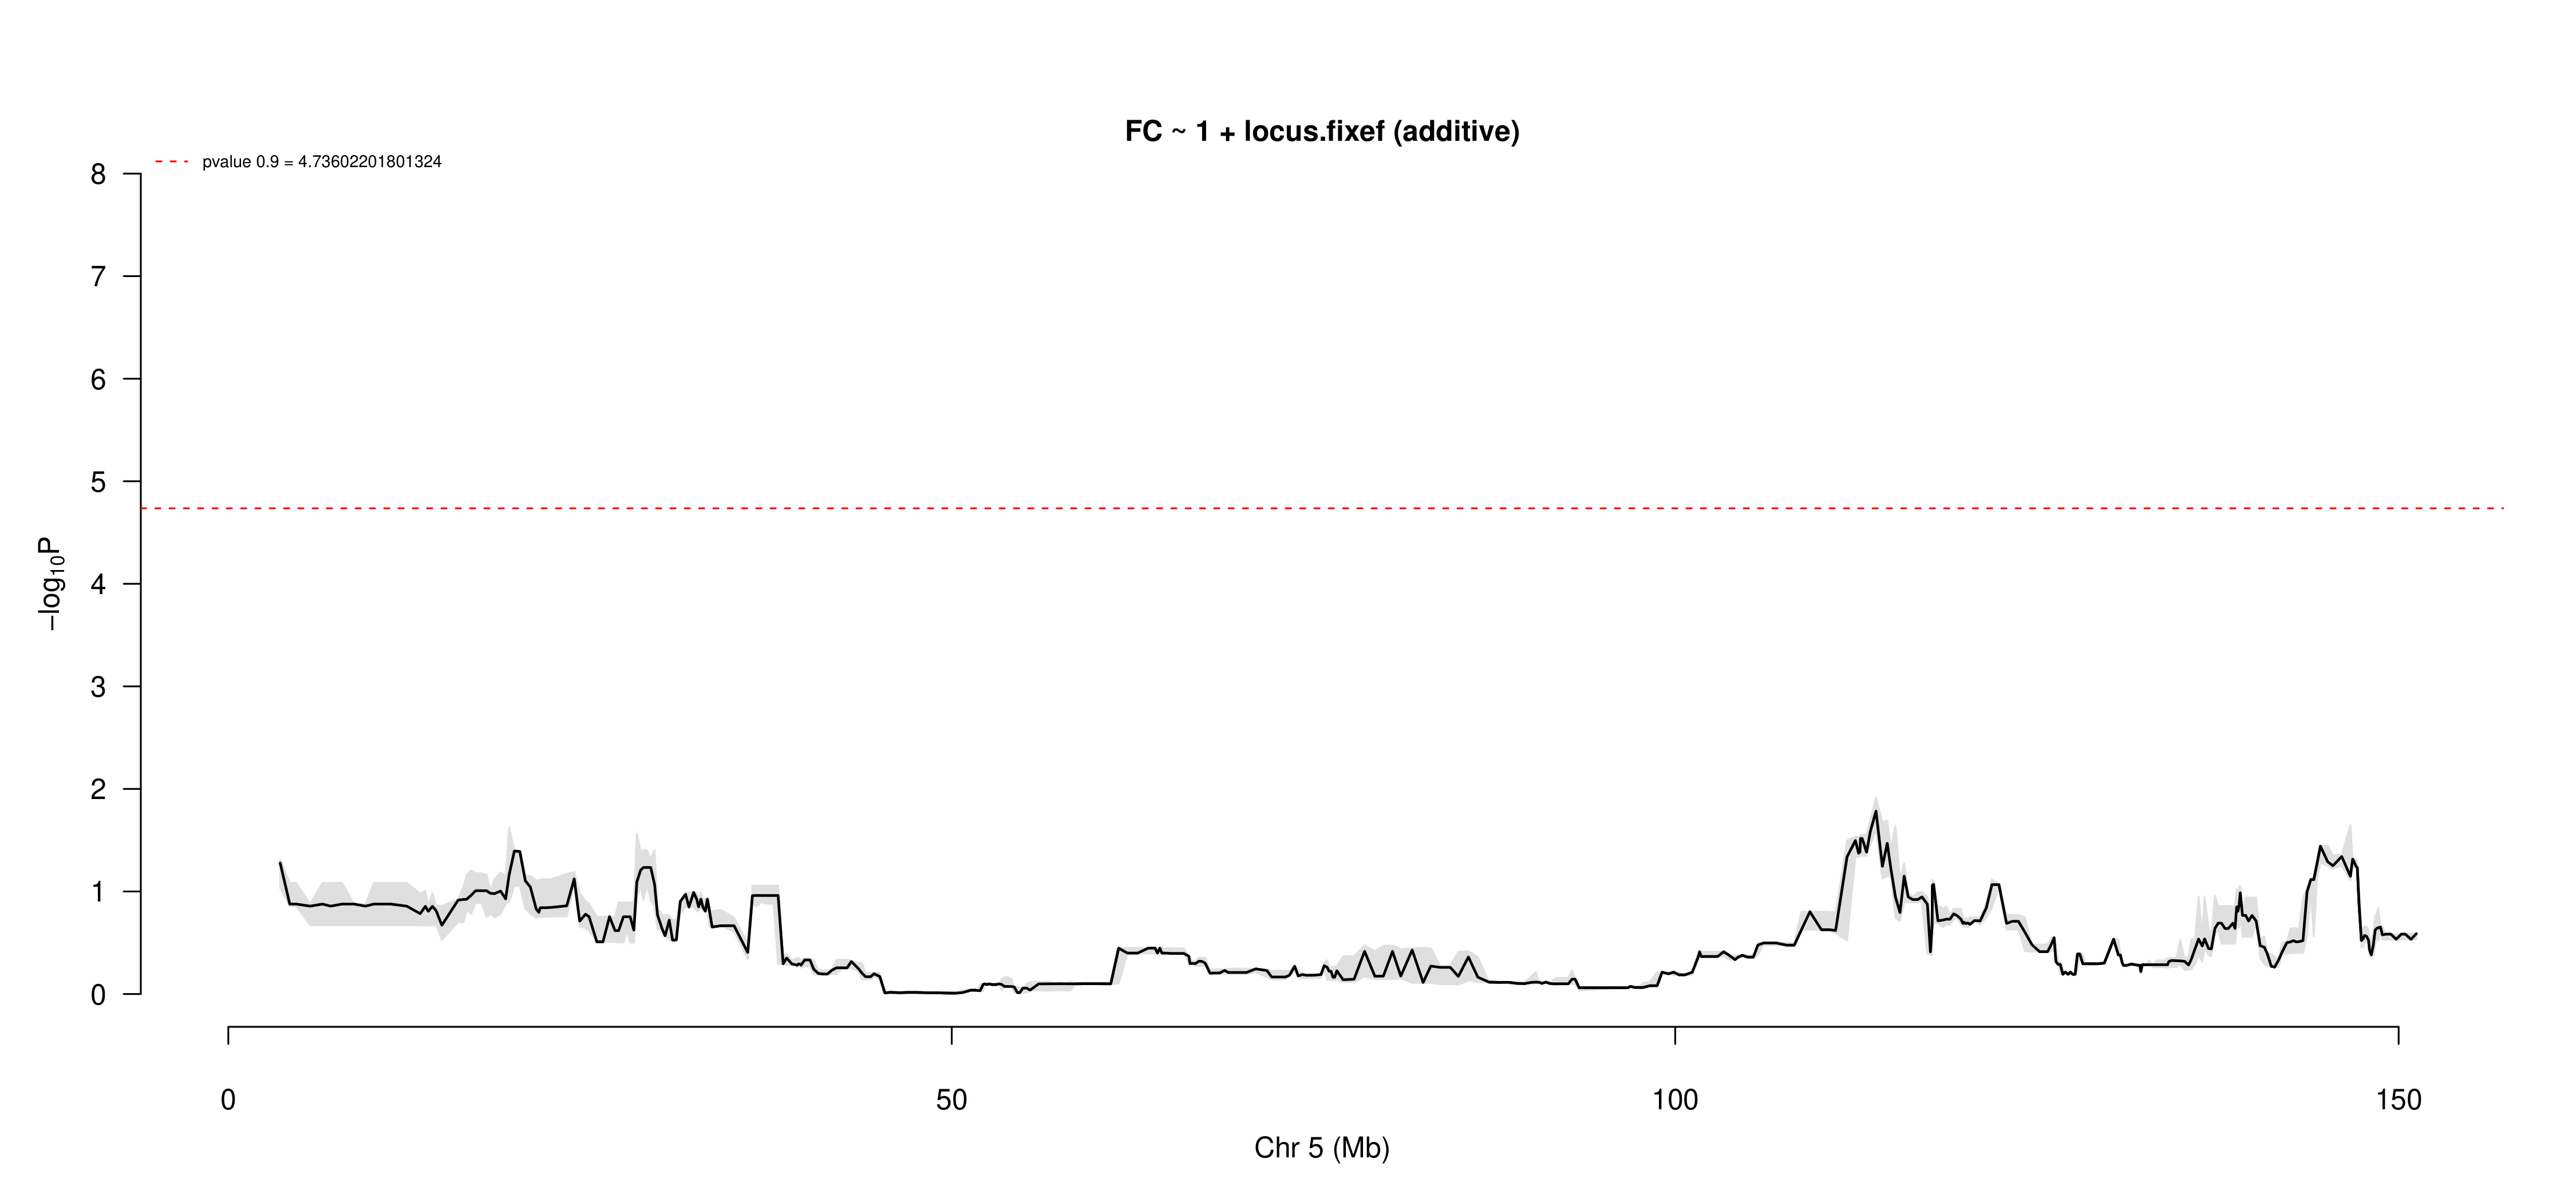 FC ~ 1 + locus.fixef (additive)
pvalue 0.9 = 4.73602201801324
8
7
6
5
4
3
2
1
0
−log₁₀P
0 50 100 150
Chr 5 (Mb)